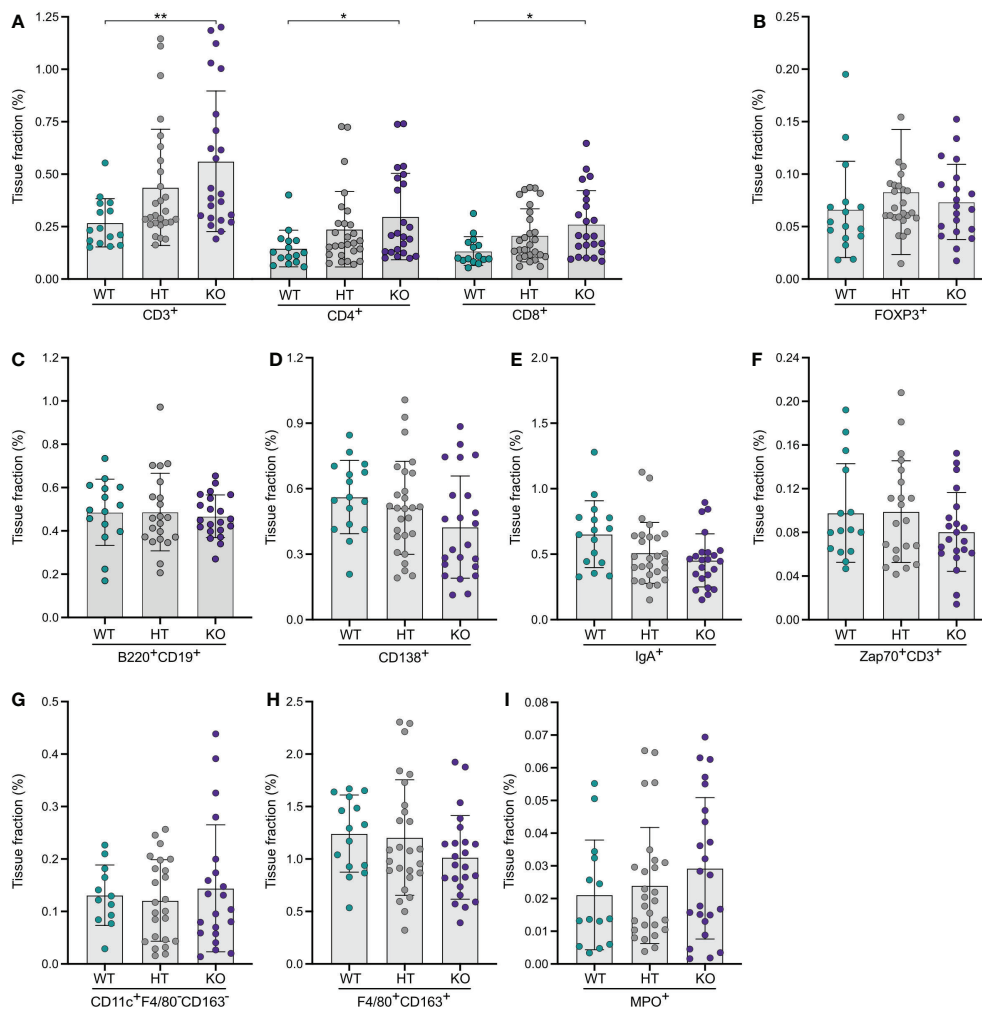 A
Tissue fraction (%)
1.25
1.00
0.75
0.50
0.25
0.00
** * *
WT HT KO WT HT KO WT HT KO
CD3+ CD4+ CD8+
B
Tissue fraction (%)
0.20
0.15
0.10
0.05
0.00
WT HT KO
FOXP3+
C
Tissue fraction (%)
1.2
1.0
0.8
0.6
0.4
0.2
0.0
WT HT KO
B220+CD19+
D
Tissue fraction (%)
1.2
0.9
0.6
0.3
0.0
WT HT KO
CD138+
E
Tissue fraction (%)
2.0
1.5
1.0
0.5
0.0
WT HT KO
IgA+
F
Tissue fraction (%)
0.24
0.20
0.16
0.12
0.08
0.04
0.00
WT HT KO
Zap70+CD3+
G
Tissue fraction (%)
0.5
0.4
0.3
0.2
0.1
0.0
WT HT KO
CD11c+F4/80-CD163-
H
Tissue fraction (%)
2.5
2.0
1.5
1.0
0.5
0.0
WT HT KO
F4/80+CD163+
I
Tissue fraction (%)
0.08
0.07
0.06
0.05
0.04
0.03
0.02
0.01
0.00
WT HT KO
MPO+